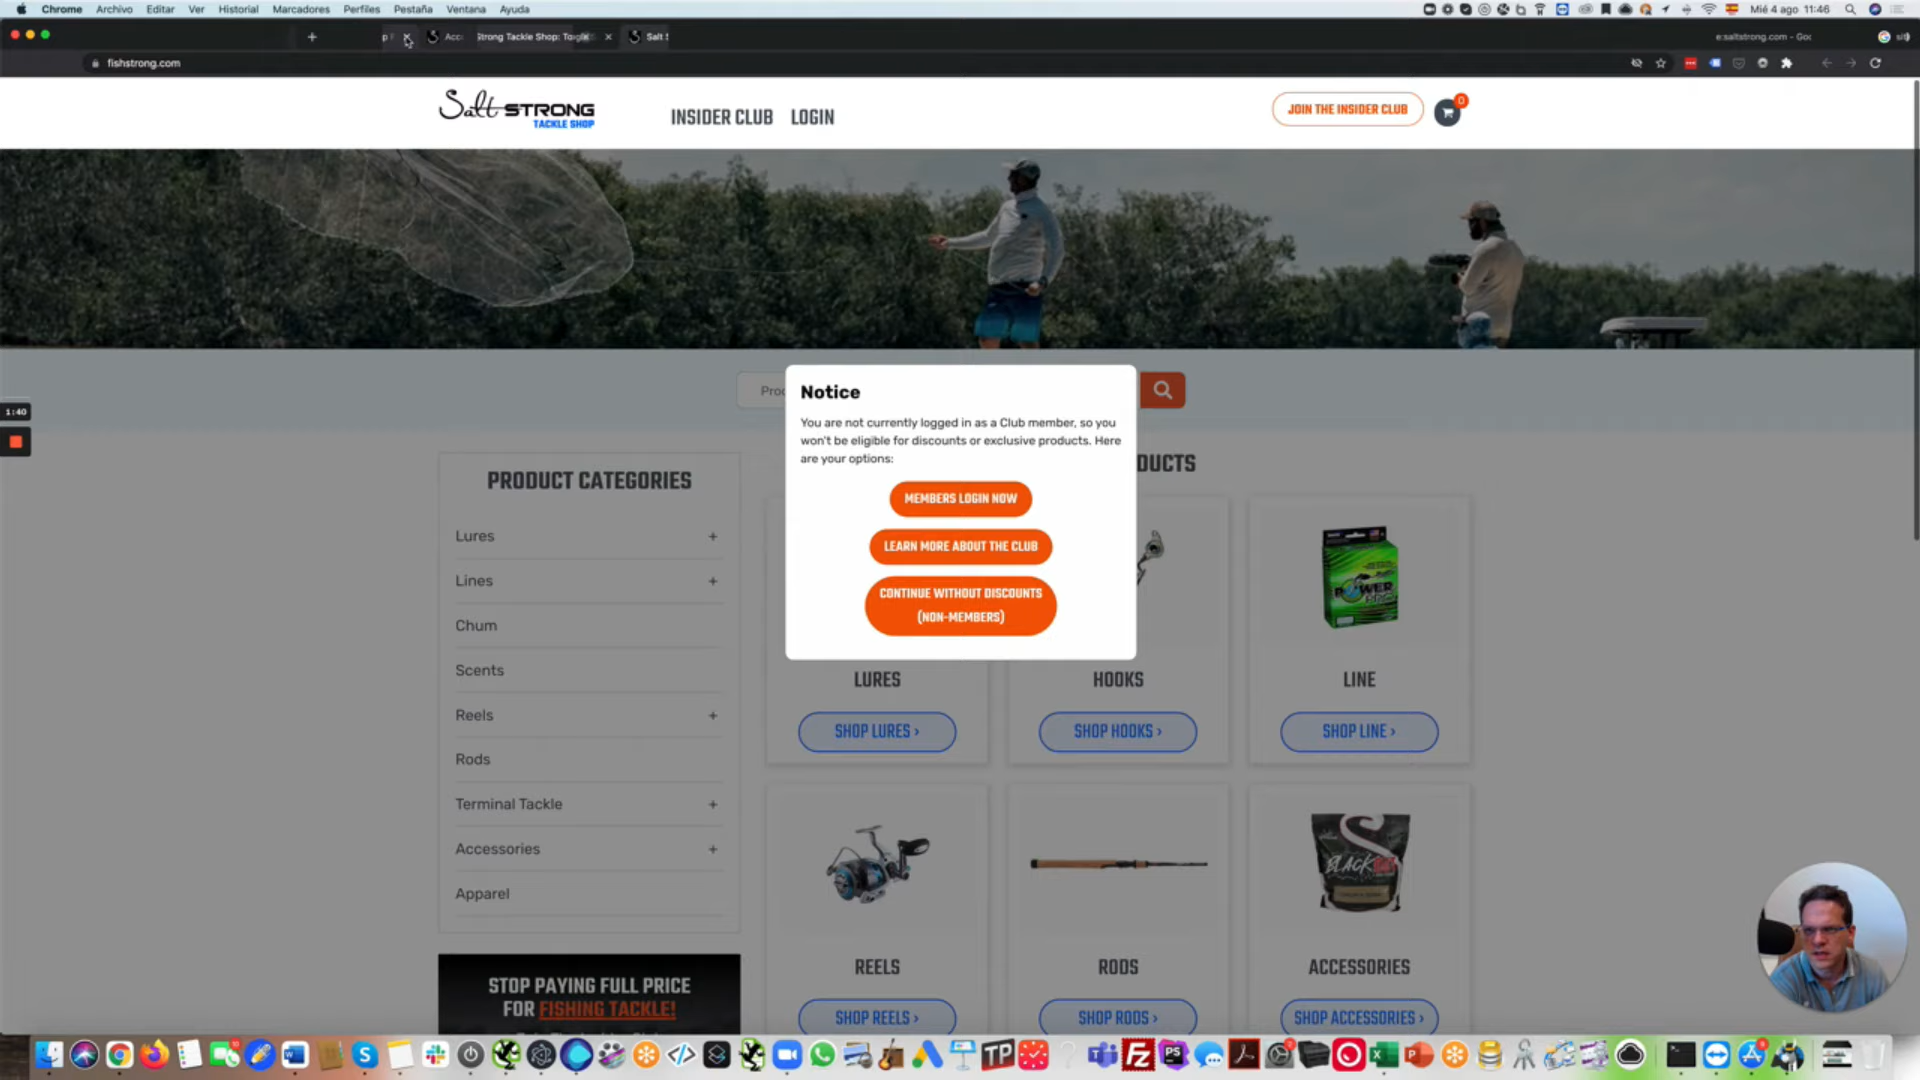 Chrome Archivo Editar Ver Historial Marcadores Perfiles Pestaña Ventana Ayuda
Mié 4 ago 11:46
Strong Tackle Shop: To
Salt
e:saltstrong.com - Goo
fishstrong.com
Salt STRONG
TACKLE SHOP
INSIDER CLUB LOGIN
JOIN THE INSIDER CLUB
0
1:40
Notice
You are not currently logged in as a Club member, so you
won't be eligible for discounts or exclusive products. Here
are your options:
MEMBERS LOGIN NOW
LEARN MORE ABOUT THE CLUB
CONTINUE WITHOUT DISCOUNTS
(NON-MEMBERS)
PRODUCT CATEGORIES
Lures +
Lines +
Chum
Scents
Reels +
Rods
Terminal Tackle +
Accessories +
Apparel
STOP PAYING FULL PRICE
FOR FISHING TACKLE!
DUCTS
POWER
LURES
HOOKS
LINE
SHOP LURES ›
SHOP HOOKS ›
SHOP LINE ›
REELS
RODS
ACCESSORIES
SHOP REELS ›
SHOP RODS ›
SHOP ACCESSORIES ›
TP
PS